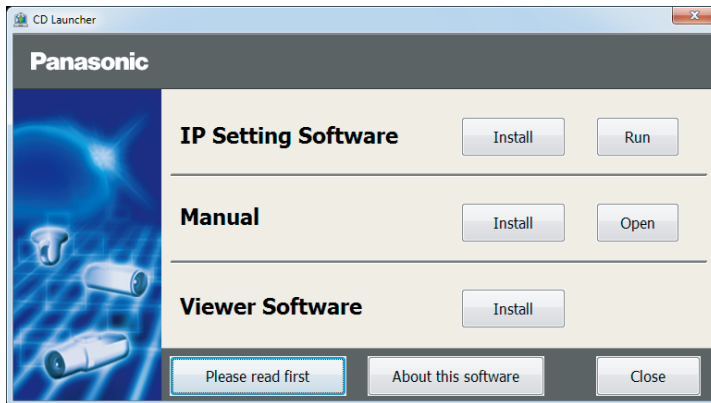 CD Launcher
Panasonic
IP Setting Software Install Run
Manual Install Open
Viewer Software Install
Please read first About this software Close